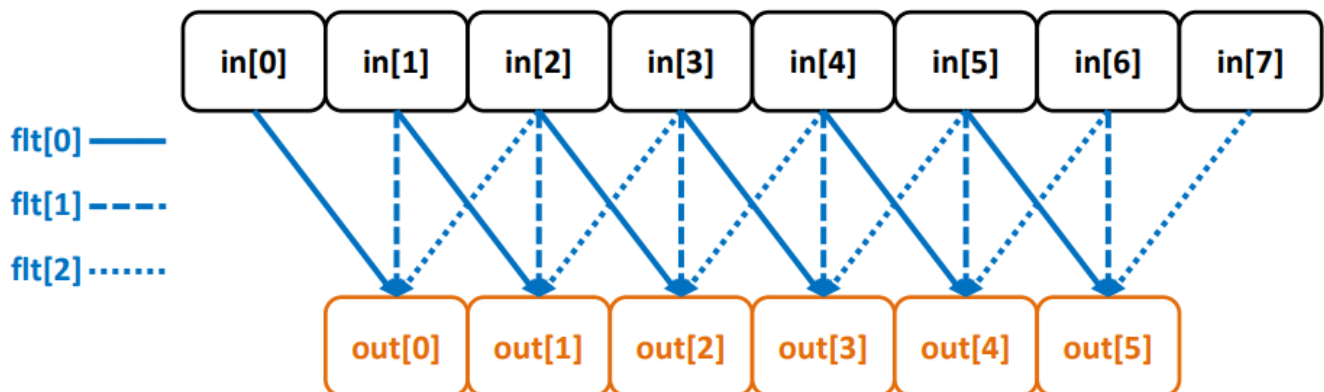 in[0] in[1] in[2] in[3] in[4] in[5] in[6] in[7]
flt[0]
flt[1]
flt[2]
out[0] out[1] out[2] out[3] out[4] out[5]